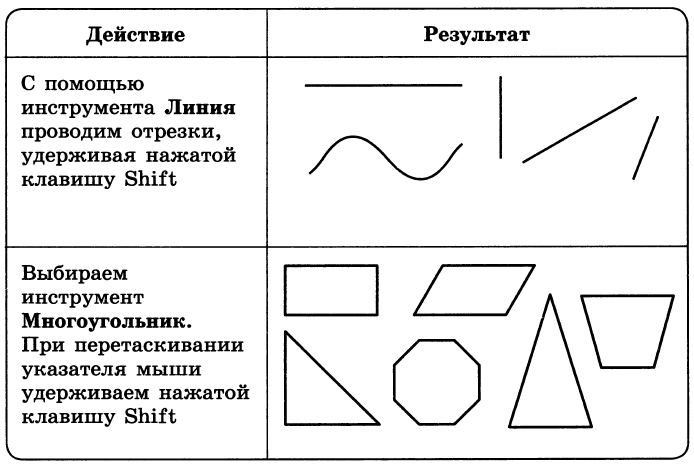 Действие
Результат
С помощью
инструмента Линия
проводим отрезки,
удерживая нажатой
клавишу Shift
Выбираем
инструмент
Многоугольник.
При перетаскивании
указателя мыши
удерживаем нажатой
клавишу Shift